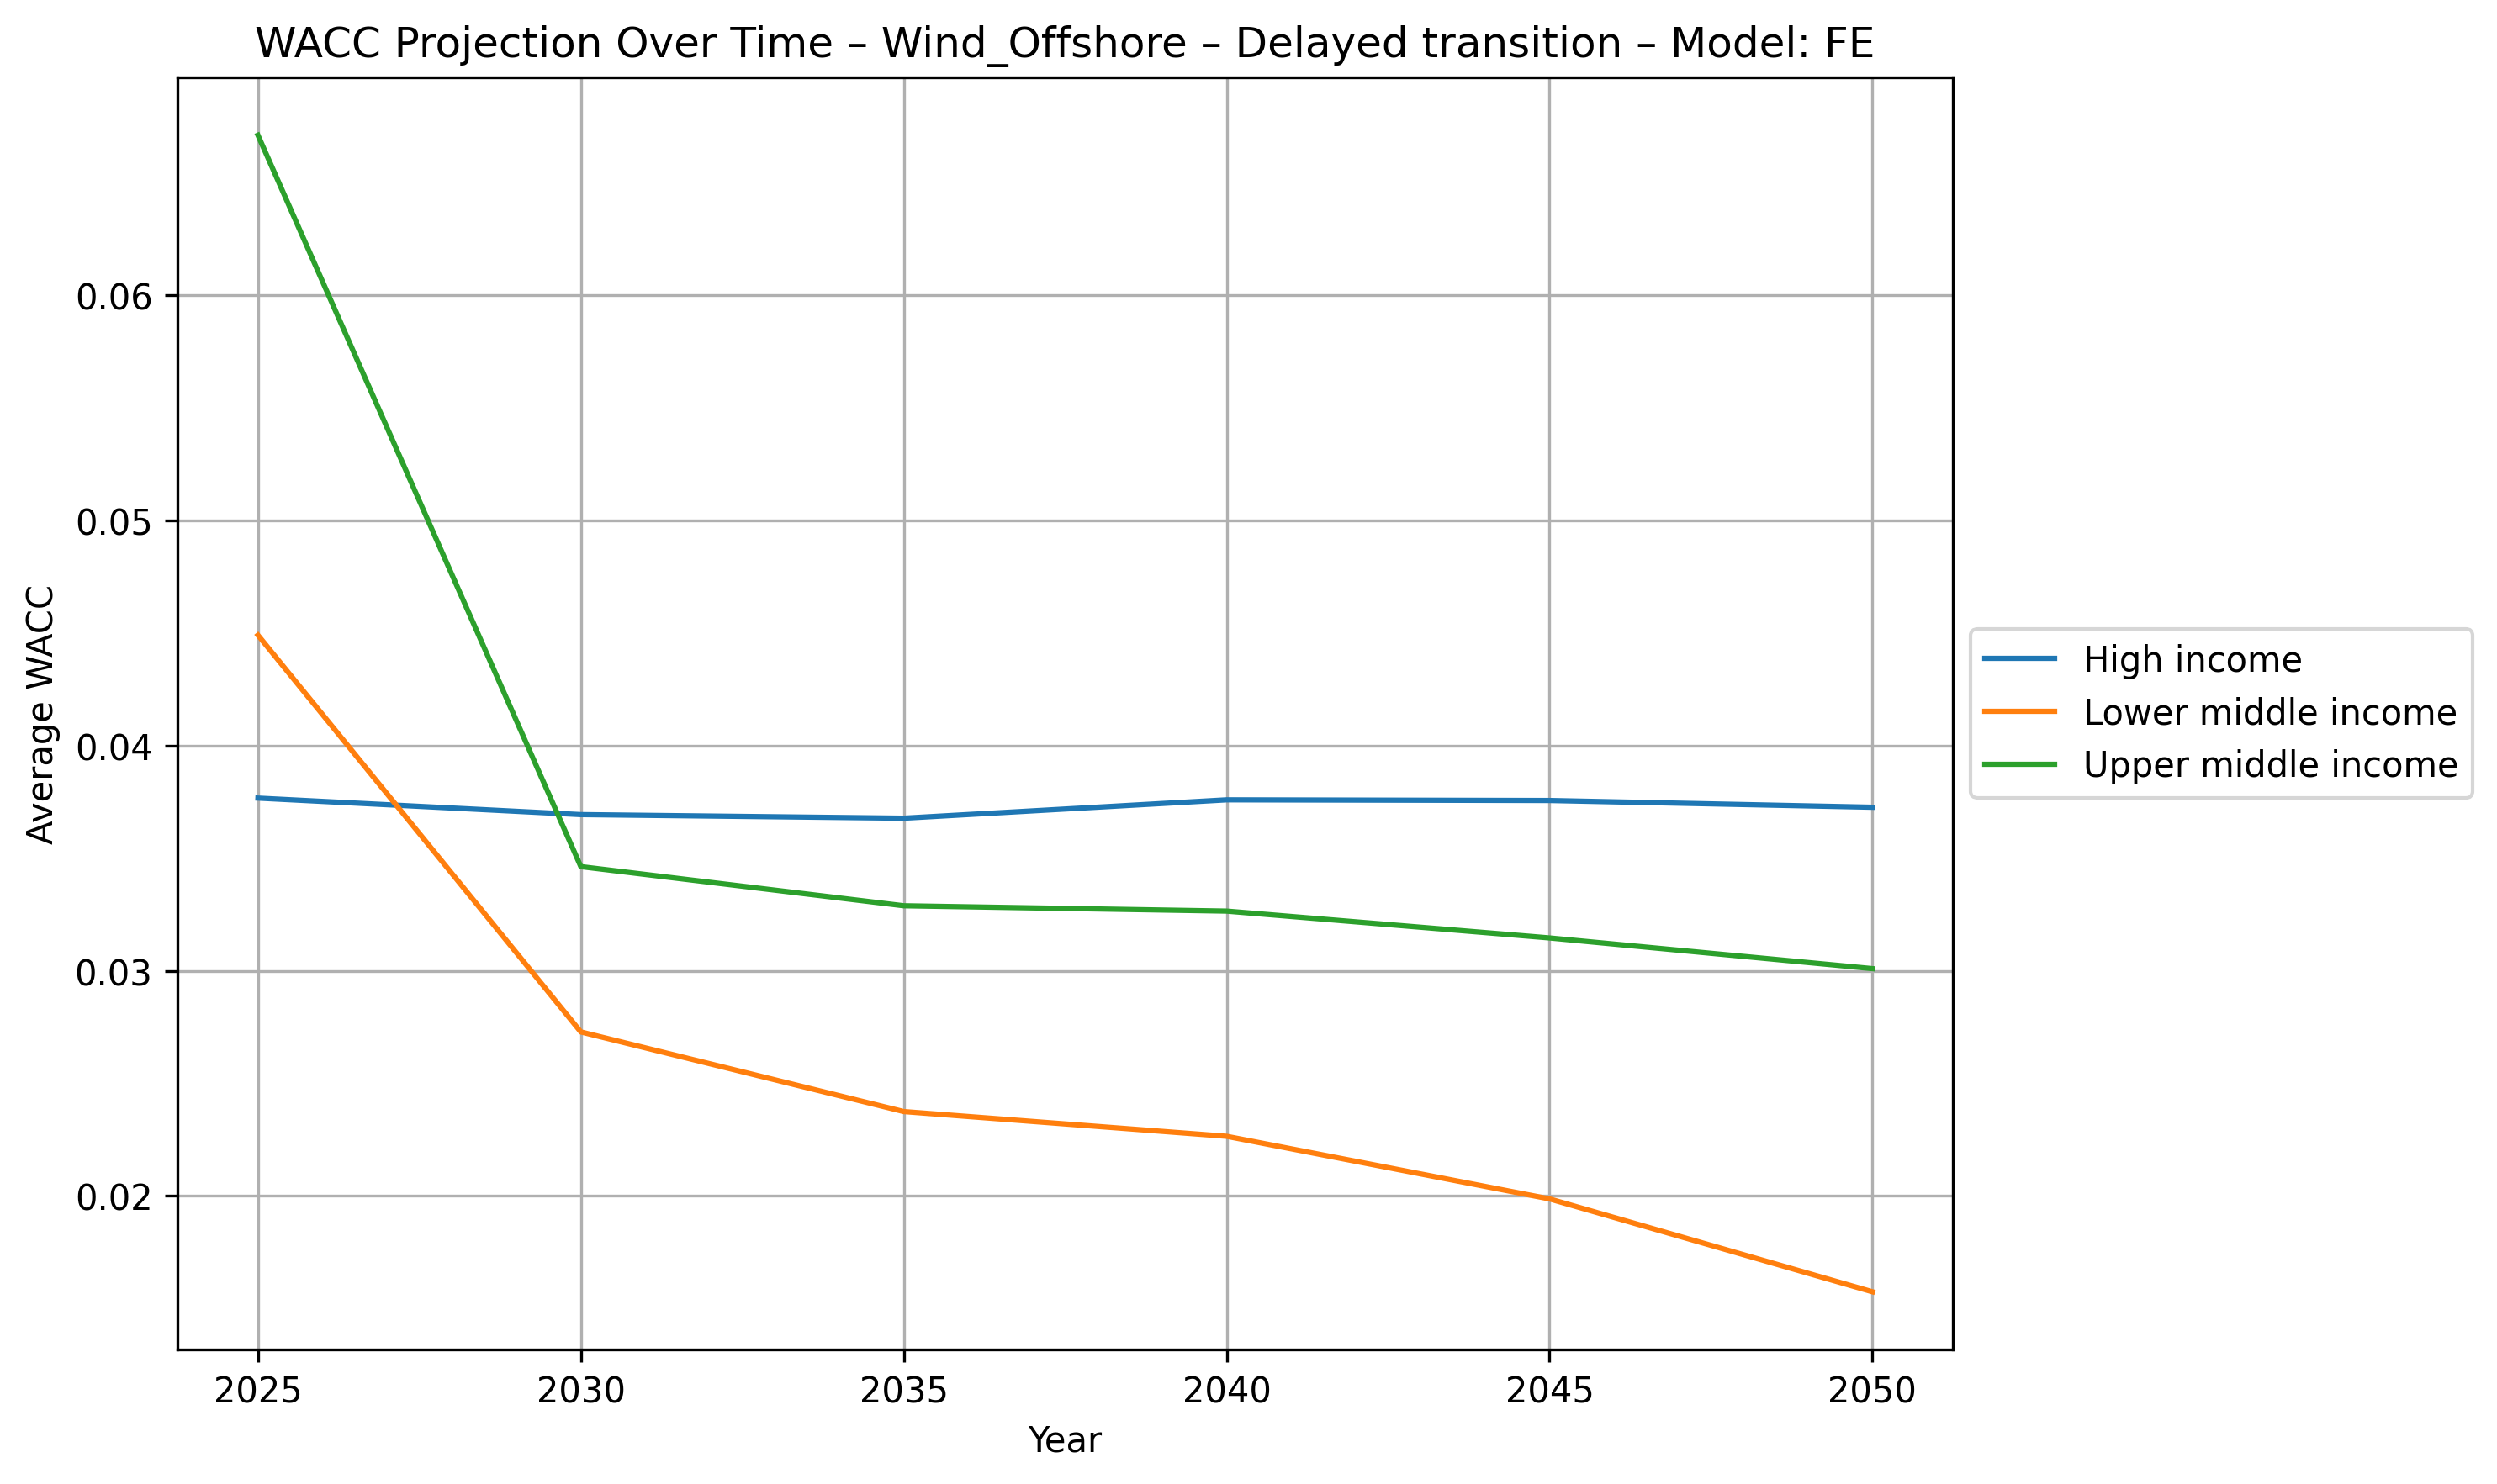 WACC Projection Over Time – Wind_Offshore – Delayed transition – Model: FE
Average WACC
0.06
0.05
0.04
0.03
0.02
2025 2030 2035 2040 2045 2050
Year
High income
Lower middle income
Upper middle income